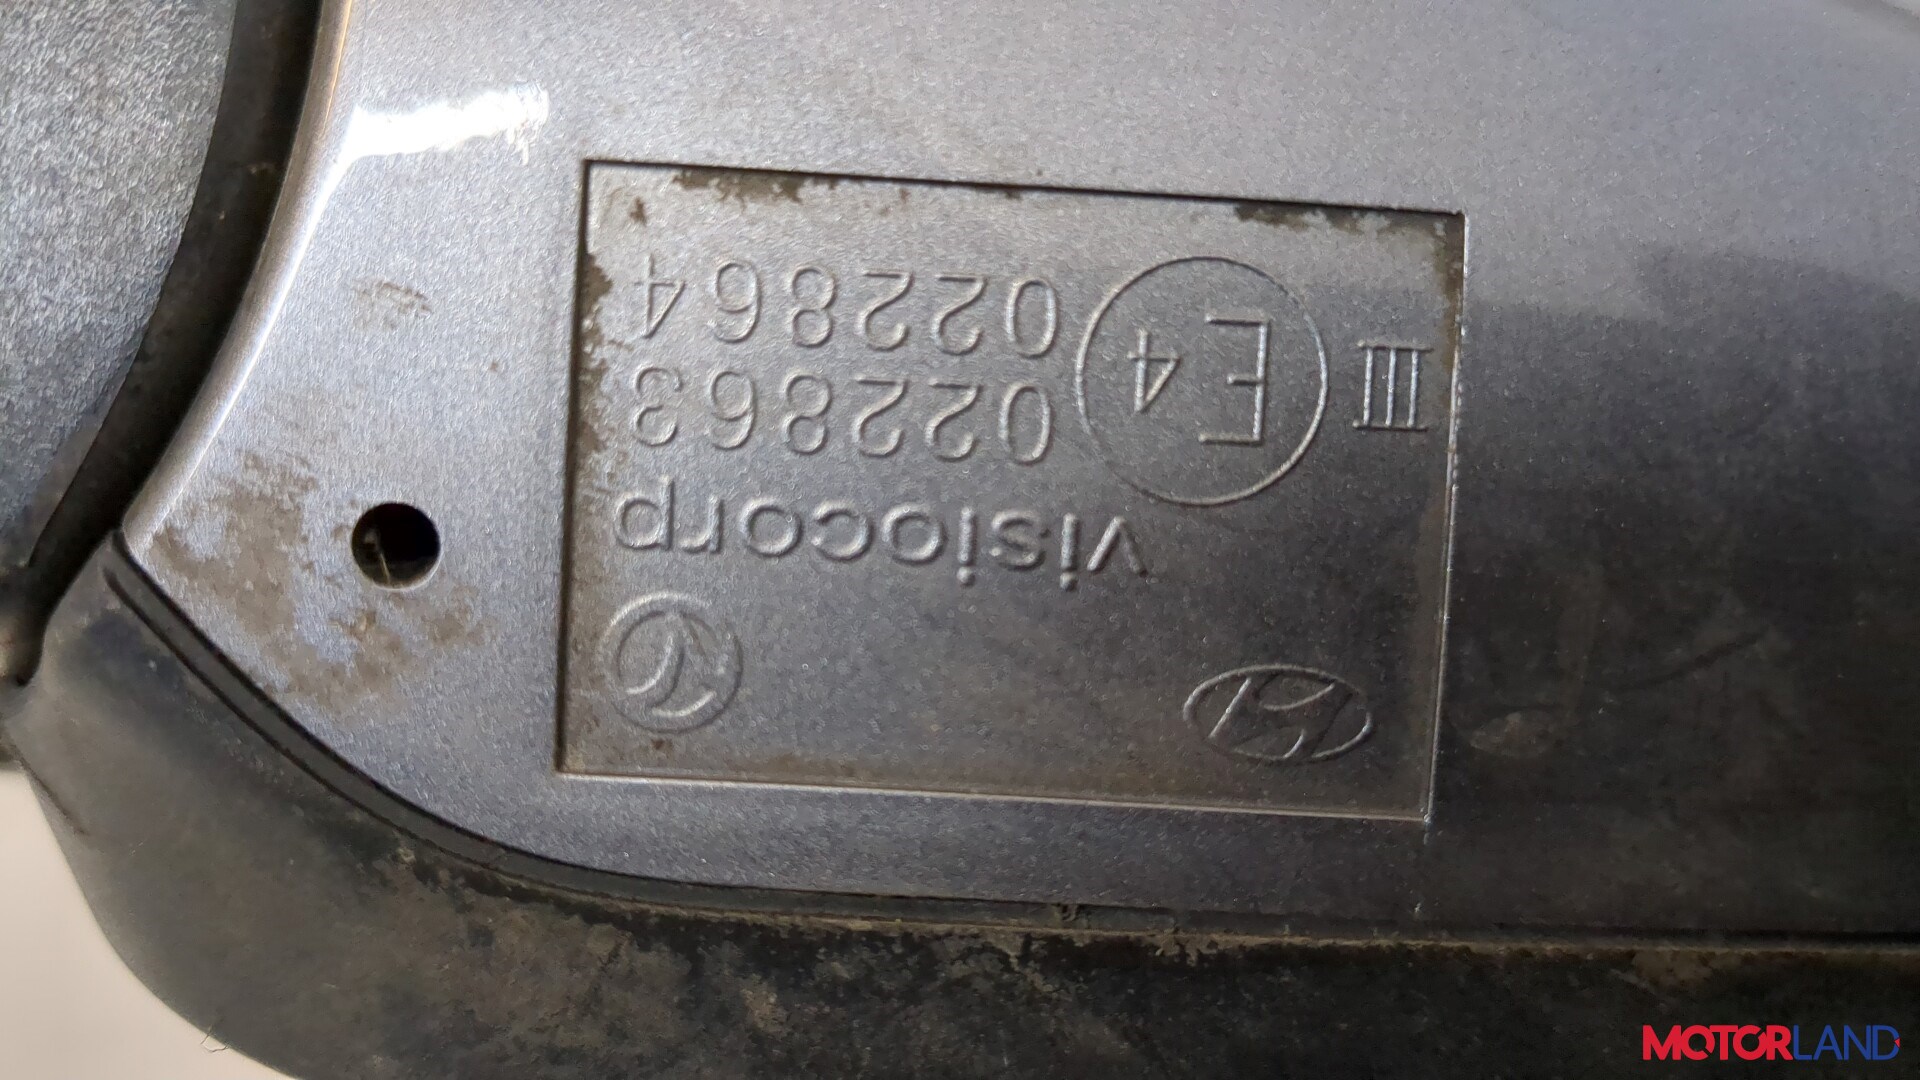 visiocorp
III E4 022863
022864
MOTORLAND